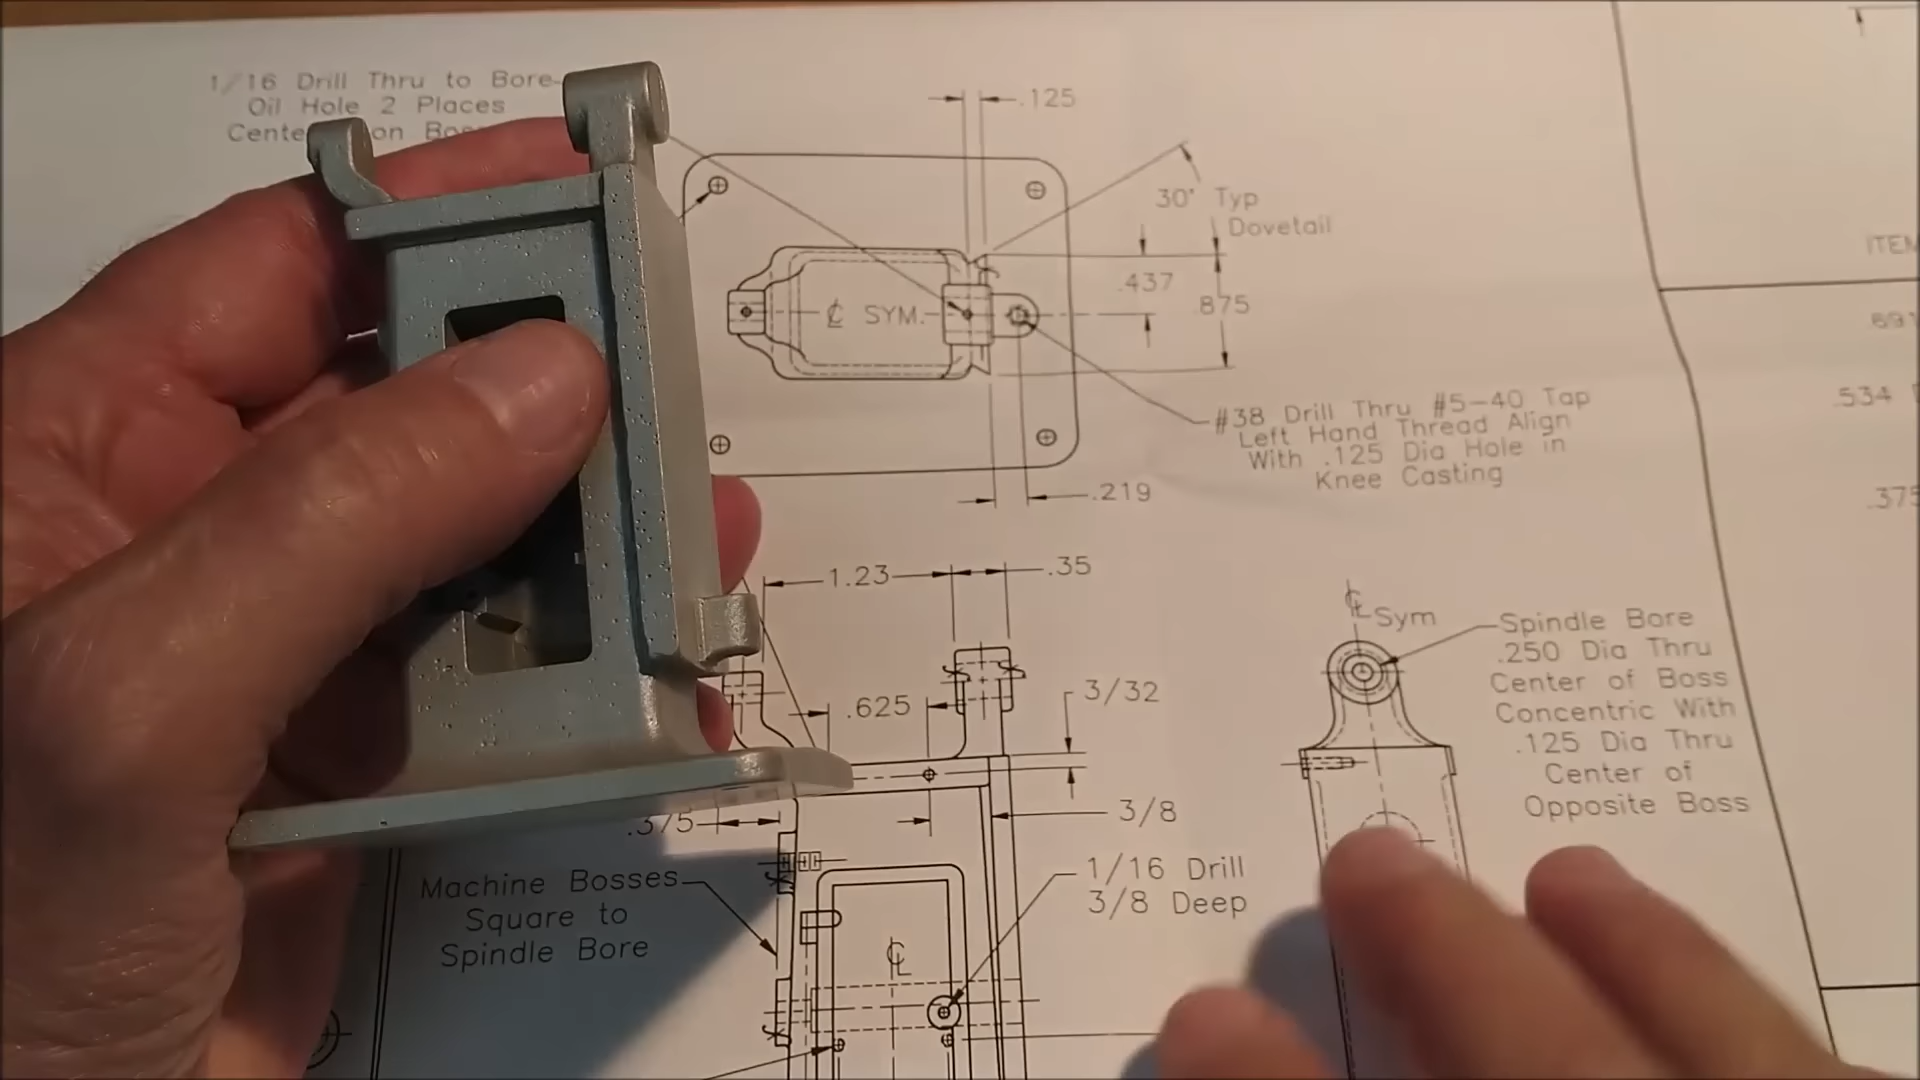 1/16 Drill Thru to Bore
Oil Hole 2 Places
on
.125
30° Typ
Dovetail
.437
.875
℄ SYM.
#38 Drill Thru #5-40 Tap
Left Hand Thread Align
With .125 Dia Hole in
Knee Casting
.219
1.23
.35
℄ Sym
Spindle Bore
.250 Dia Thru
Center of Boss
Concentric With
.125 Dia Thru
Center of
Opposite Boss
.625
3/32
.375
3/8
1/16 Drill
3/8 Deep
Machine Bosses
Square to
Spindle Bore
℄
.534